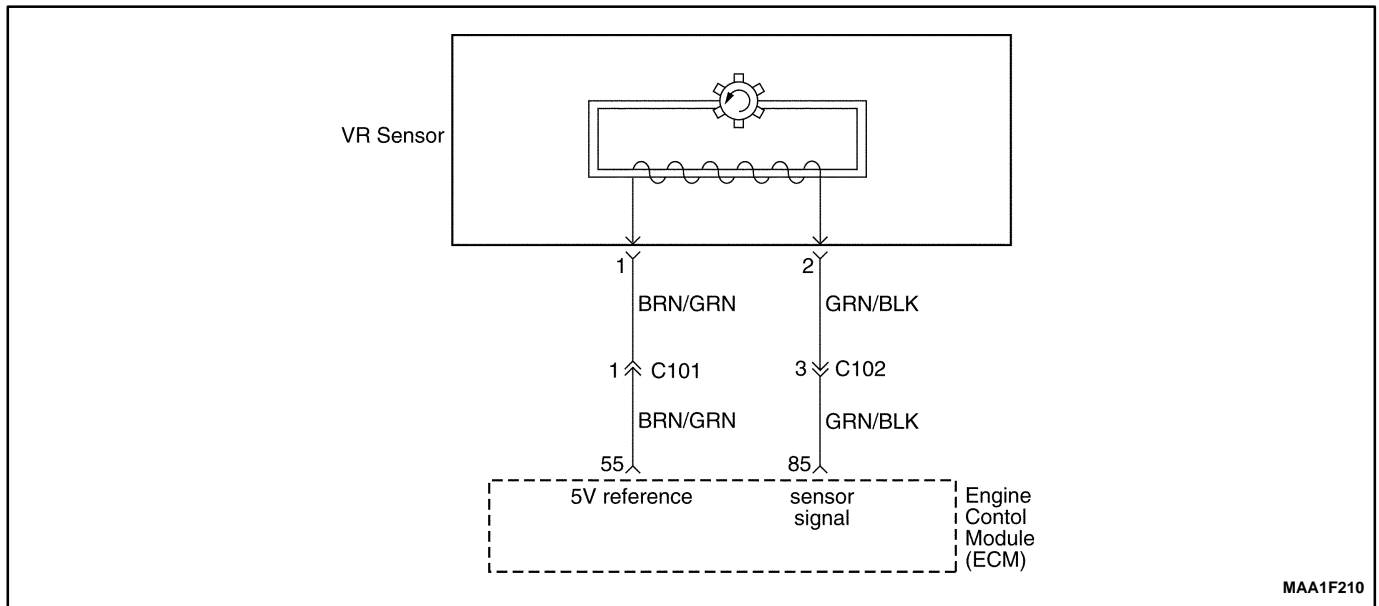 VR Sensor
1
2
BRN/GRN
GRN/BLK
1
C101
3
C102
BRN/GRN
GRN/BLK
55
85
5V reference
sensor
signal
Engine
Contol
Module
(ECM)
MAA1F210